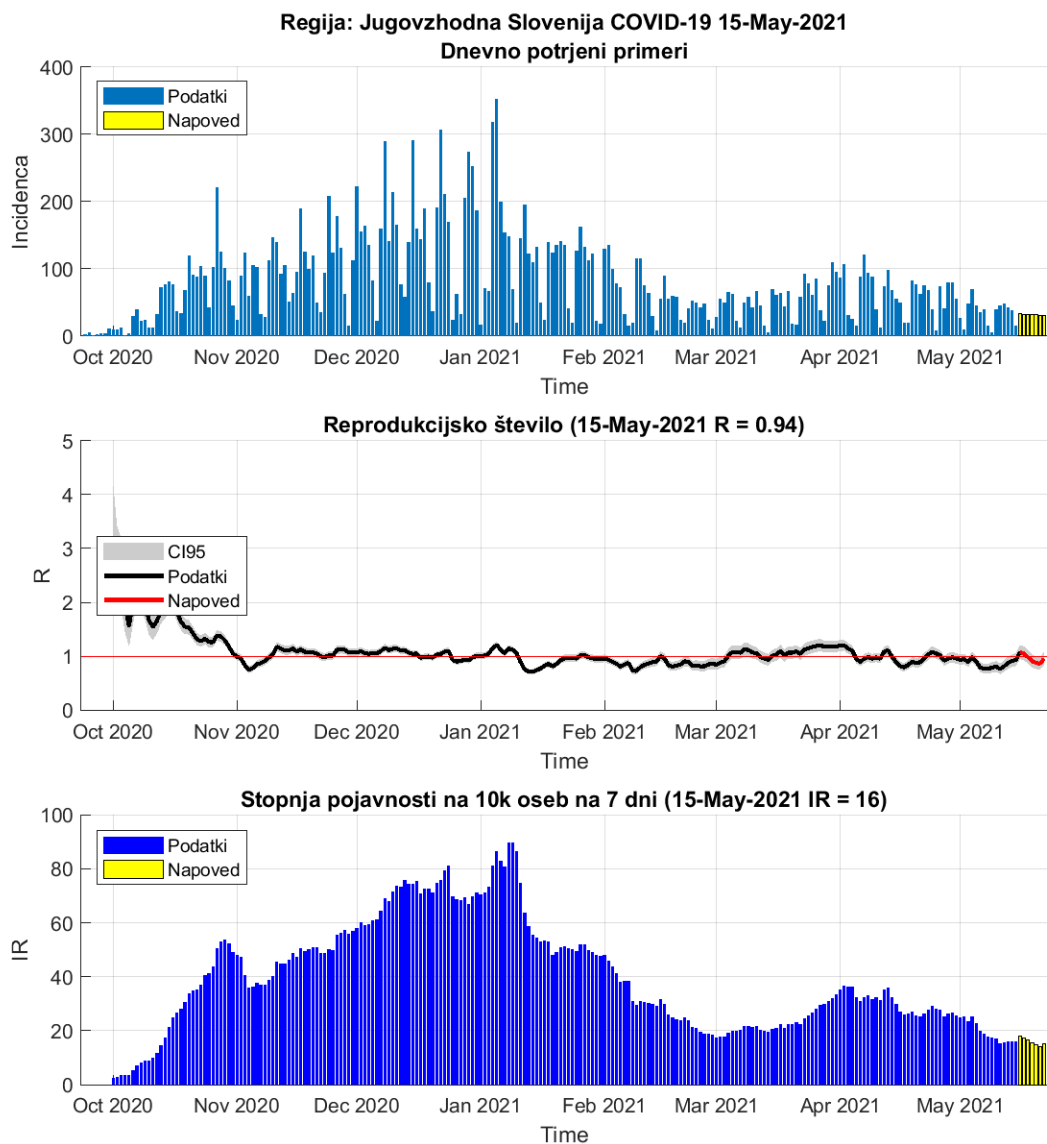 Regija: Jugovzhodna Slovenija COVID-19 15-May-2021
Dnevno potrjeni primeri
400
300
200
100
0
Incidenca
Podatki
Napoved
Oct 2020 Nov 2020 Dec 2020 Jan 2021 Feb 2021 Mar 2021 Apr 2021 May 2021
Time
Reprodukcijsko število (15-May-2021 R = 0.94)
5
4
3
2
1
0
R
CI95
Podatki
Napoved
Oct 2020 Nov 2020 Dec 2020 Jan 2021 Feb 2021 Mar 2021 Apr 2021 May 2021
Time
Stopnja pojavnosti na 10k oseb na 7 dni (15-May-2021 IR = 16)
100
80
60
40
20
0
IR
Podatki
Napoved
Oct 2020 Nov 2020 Dec 2020 Jan 2021 Feb 2021 Mar 2021 Apr 2021 May 2021
Time